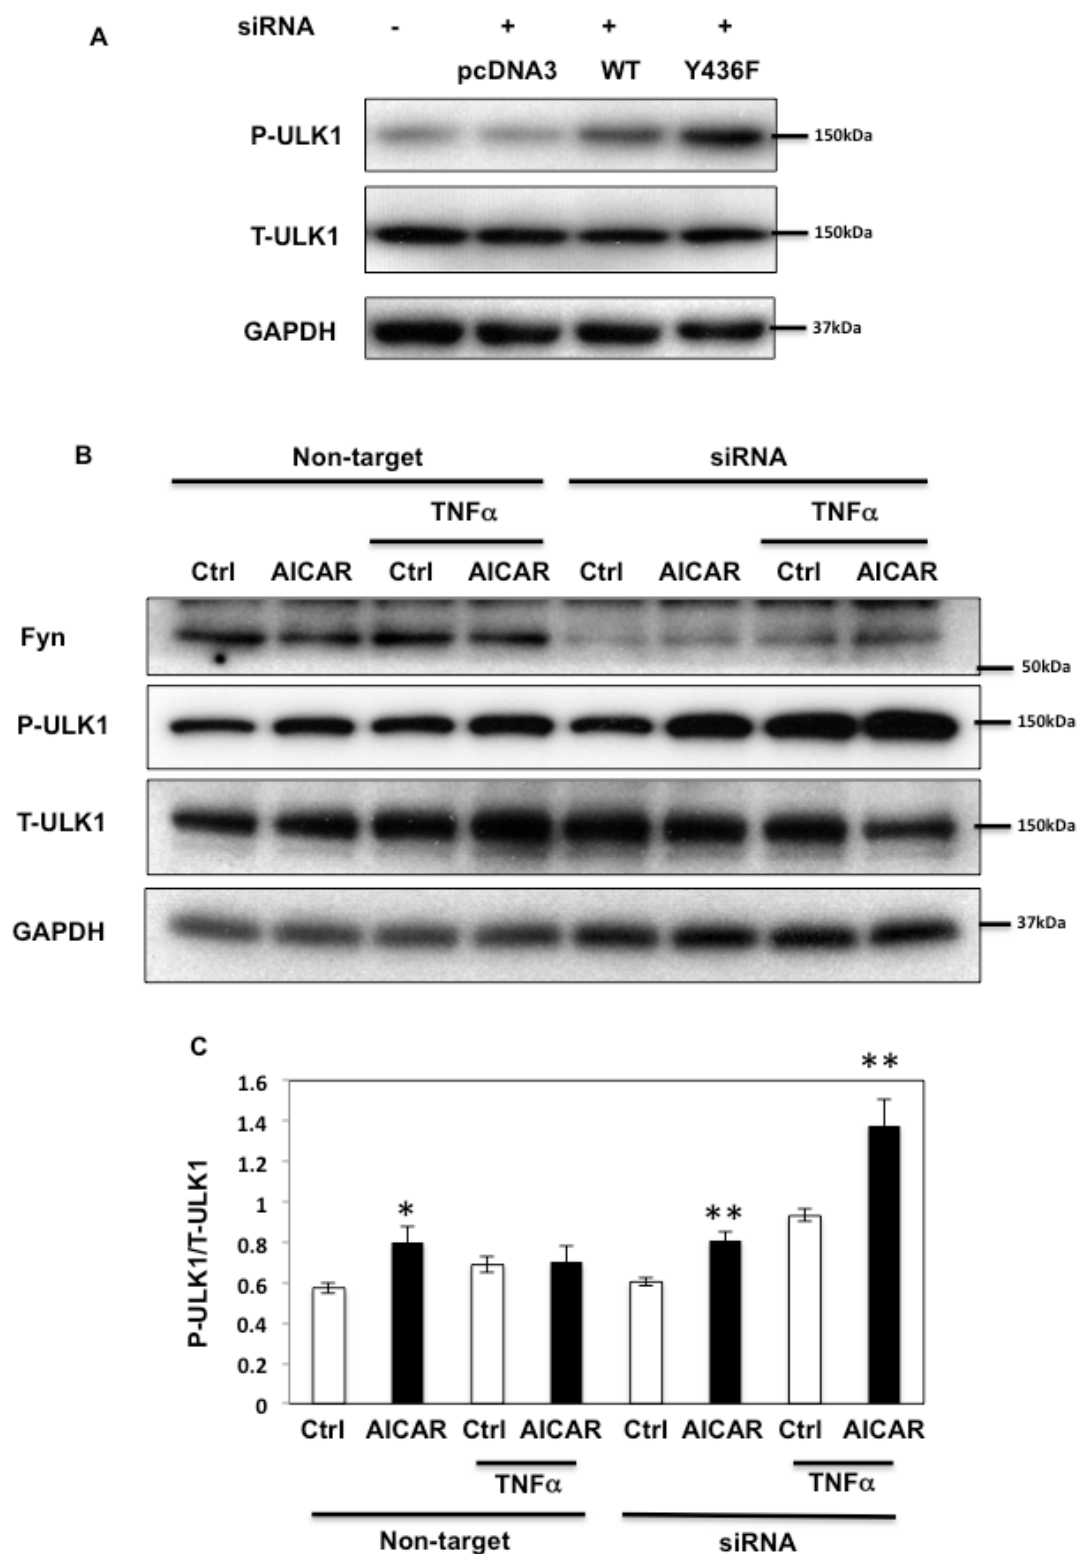 A
siRNA - + + +
pcDNA3 WT Y436F
P-ULK1 150kDa
T-ULK1 150kDa
GAPDH 37kDa
B
Non-target siRNA
TNFα TNFα
Ctrl AICAR Ctrl AICAR Ctrl AICAR Ctrl AICAR
Fyn
50kDa
P-ULK1 150kDa
T-ULK1 150kDa
GAPDH 37kDa
C
P-ULK1/T-ULK1
1.6
1.4
1.2
1
0.8
0.6
0.4
0.2
0
*
**
**
Ctrl AICAR Ctrl AICAR Ctrl AICAR Ctrl AICAR
TNFα TNFα
Non-target siRNA